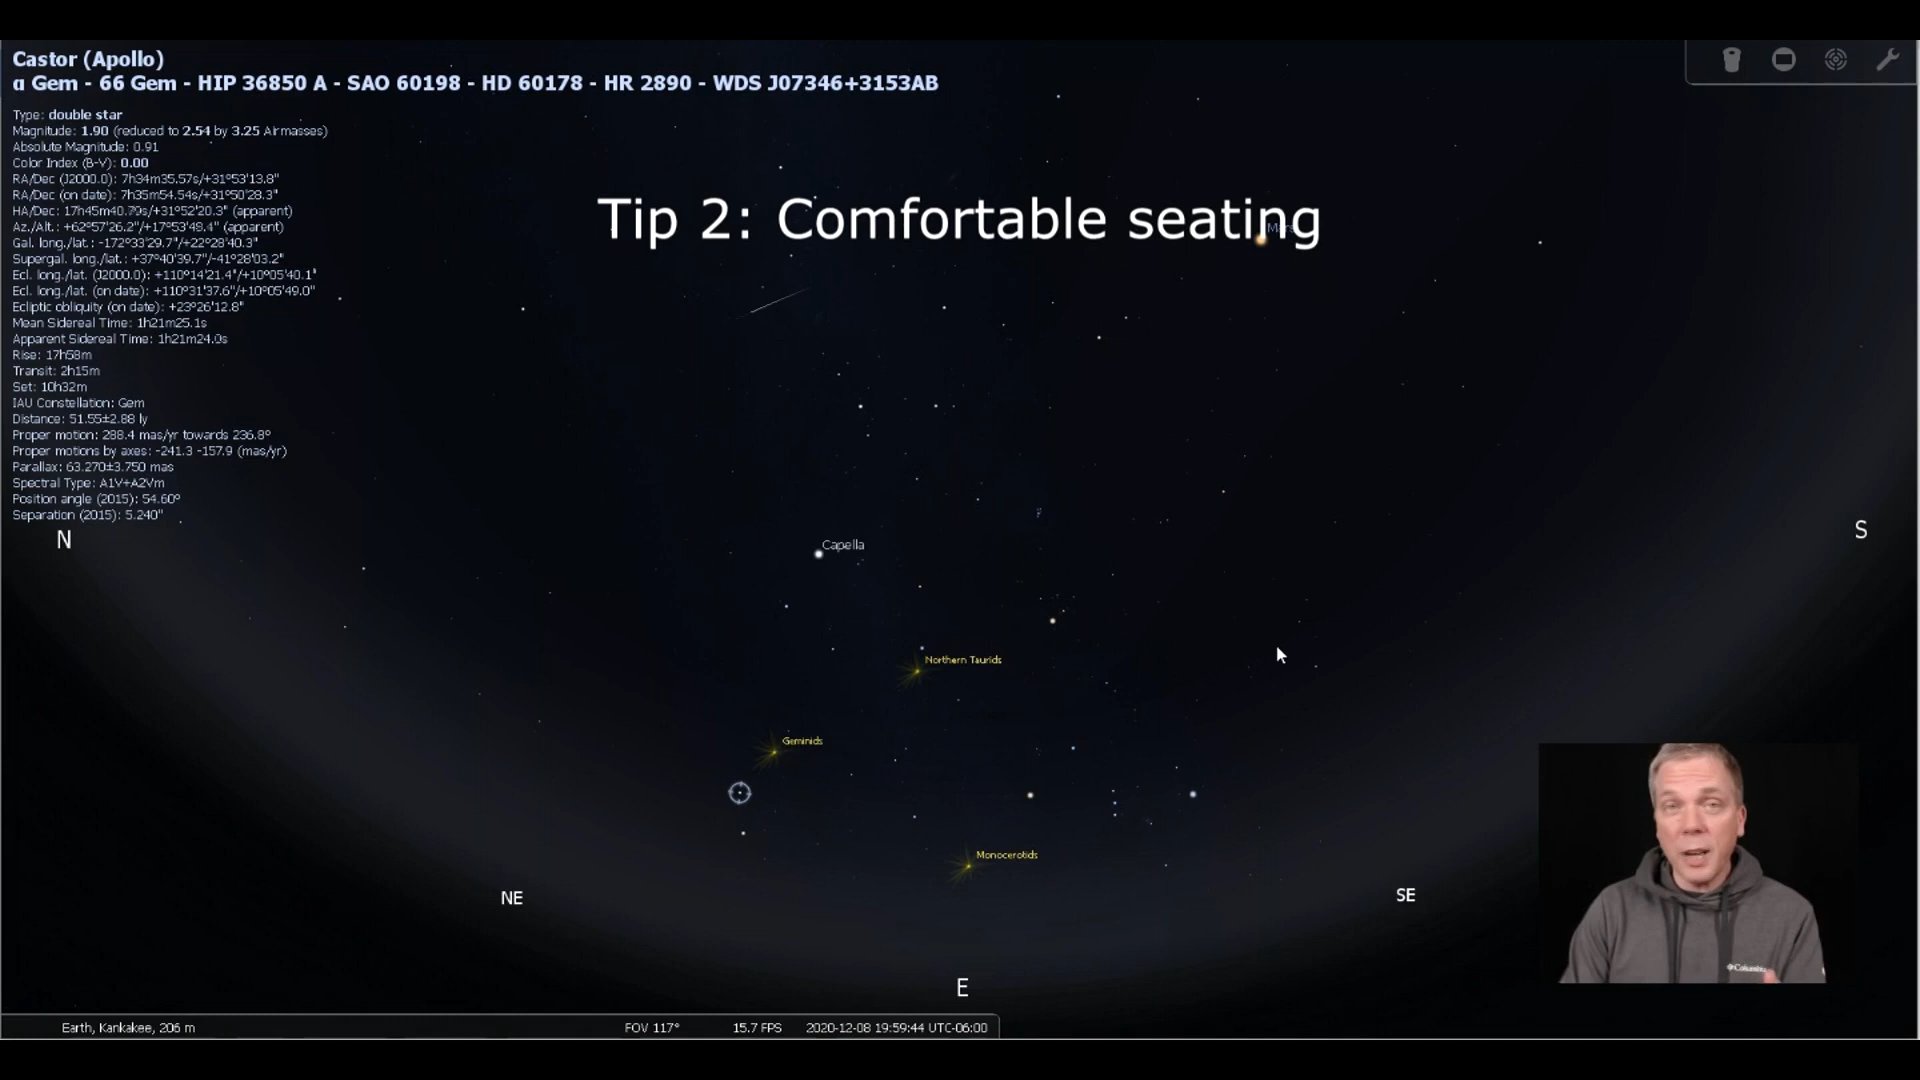 Castor (Apollo)
α Gem - 66 Gem - HIP 36850 A - SAO 60198 - HD 60178 - HR 2890 - WDS J07346+3153AB
Type: double star
Magnitude: 1.90 (reduced to 2.54 by 3.25 Airmasses)
Absolute Magnitude: 0.91
Color Index (B-V): 0.00
RA/Dec (J2000.0): 7h34m35.57s/+31°53'13.8"
RA/Dec (on date): 7h35m54.54s/+31°50'28.3"
HA/Dec: 17h45m40.79s/+31°52'20.3" (apparent)
Az./Alt.: +62°57'26.2"/+17°53'49.4" (apparent)
Gal. long./lat.: -172°33'29.7"/+22°28'40.3"
Supergal. long./lat.: +37°40'39.7"/-41°28'03.2"
Ecl. long./lat. (J2000.0): +110°14'21.4"/+10°05'40.1"
Ecl. long./lat. (on date): +110°31'37.6"/+10°05'49.0"
Ecliptic obliquity (on date): +23°26'12.8"
Mean Sidereal Time: 1h21m25.1s
Apparent Sidereal Time: 1h21m24.0s
Rise: 17h58m
Transit: 2h15m
Set: 10h32m
IAU Constellation: Gem
Distance: 51.55±2.88 ly
Proper motion: 288.4 mas/yr towards 236.8°
Proper motions by axes: -241.3 -157.9 (mas/yr)
Parallax: 63.270±3.750 mas
Spectral Type: A1V+A2Vm
Position angle (2015): 54.60°
Separation (2015): 5.240"
Tip 2: Comfortable seating
Mars
N
S
Capella
Northern Taurids
Geminids
Monocerotids
NE
SE
E
Columbia
Earth, Kankakee, 206 m
FOV 117°
15.7 FPS
2020-12-08 19:59:44 UTC-06:00